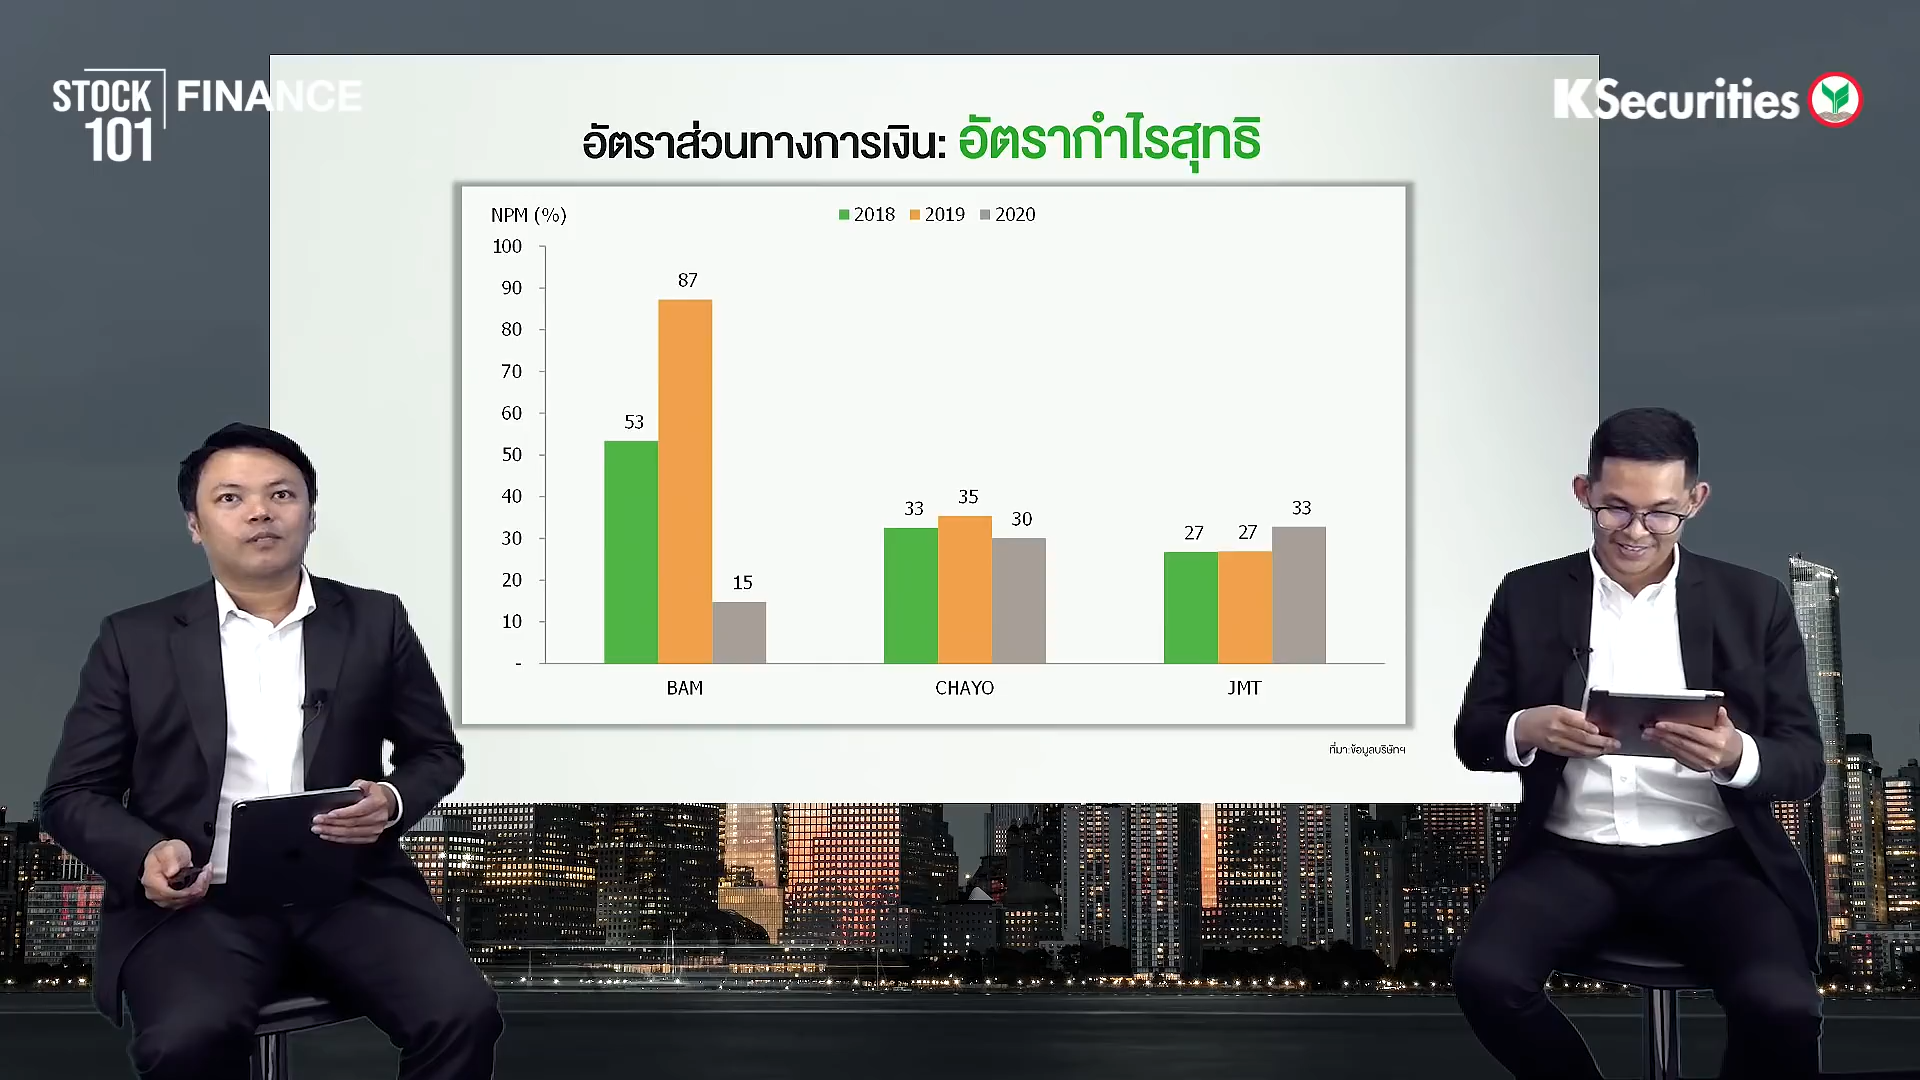 STOCK 101 FINANCE
KSecurities
อัตราส่วนทางการเงิน: อัตรากำไรสุทธิ
NPM (%)
2018 2019 2020
100
90
80
70
60
50
40
30
20
10
-
53 87 15
33 35 30
27 27 33
BAM CHAYO JMT
ที่มา:ข้อมูลบริษัทฯ